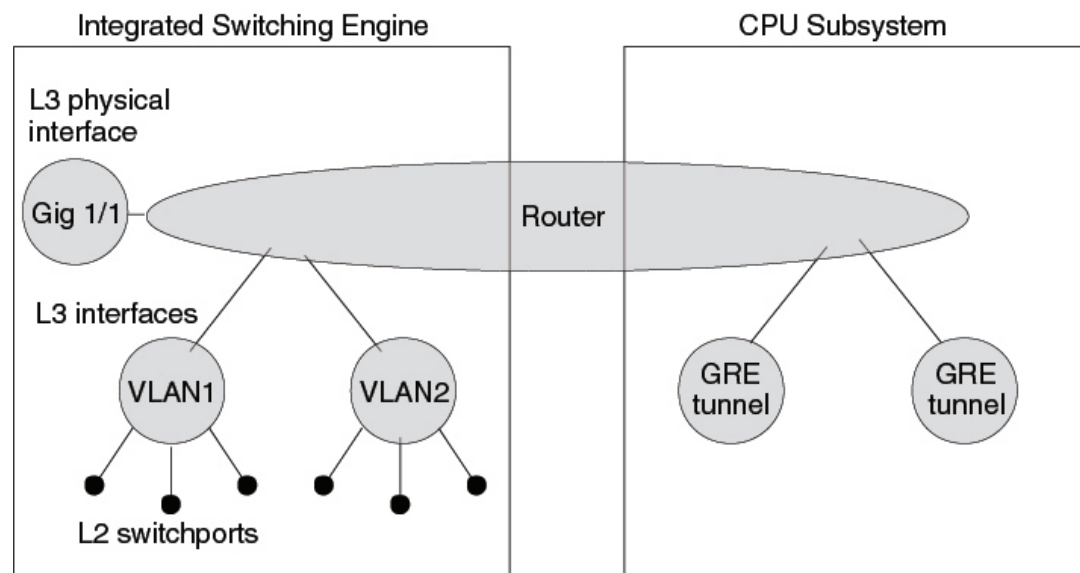 Integrated Switching Engine
CPU Subsystem
L3 physical
interface
Gig 1/1
Router
L3 interfaces
VLAN1
VLAN2
GRE
tunnel
GRE
tunnel
L2 switchports